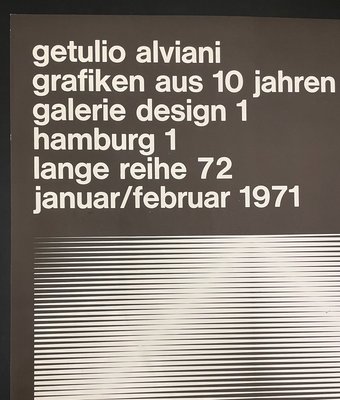 getulio alviani
grafiken aus 10 jahren
galerie design 1
hamburg 1
lange reihe 72
januar/februar 1971